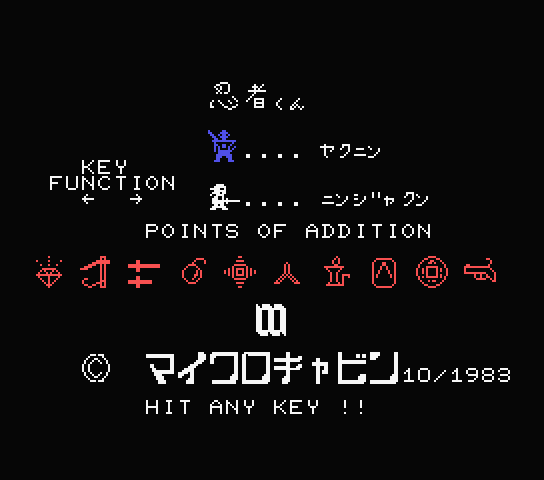 忍者くん
.... ヤクニン
KEY
FUNCTION
← →
.... ニンジャ クン
POINTS OF ADDITION
© マイクロキャビン 10/1983
HIT ANY KEY !!